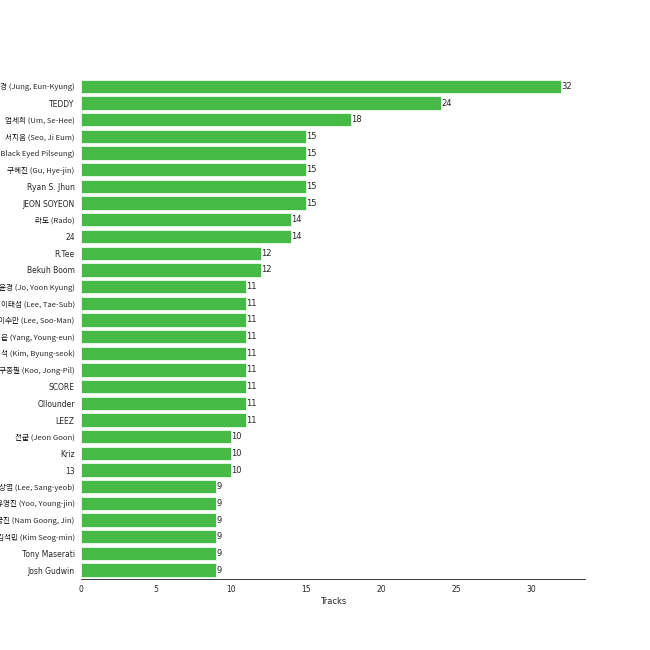 경 (Jung, Eun-Kyung) 32
TEDDY 24
엄세희 (Um, Se-Hee) 18
서지음 (Seo, Ji Eum) 15
Black Eyed Pilseung) 15
구혜진 (Gu, Hye-jin) 15
Ryan S. Jhun 15
JEON SOYEON 15
라도 (Rado) 14
24 14
R.Tee 12
Bekuh Boom 12
윤경 (Jo, Yoon Kyung) 11
이태섭 (Lee, Tae-Sub) 11
이수만 (Lee, Soo-Man) 11
(Yang, Young-eun) 11
석 (Kim, Byung-seok) 11
구종필 (Koo, Jong-Pil) 11
SCORE 11
Ollounder 11
LEEZ 11
전군 (Jeon Goon) 10
Kriz 10
13 10
상엽 (Lee, Sang-yeob) 9
유영진 (Yoo, Young-jin) 9
궁진 (Nam Goong, Jin) 9
김석민 (Kim Seog-min) 9
Tony Maserati 9
Josh Gudwin 9
0 5 10 15 20 25 30
Tracks